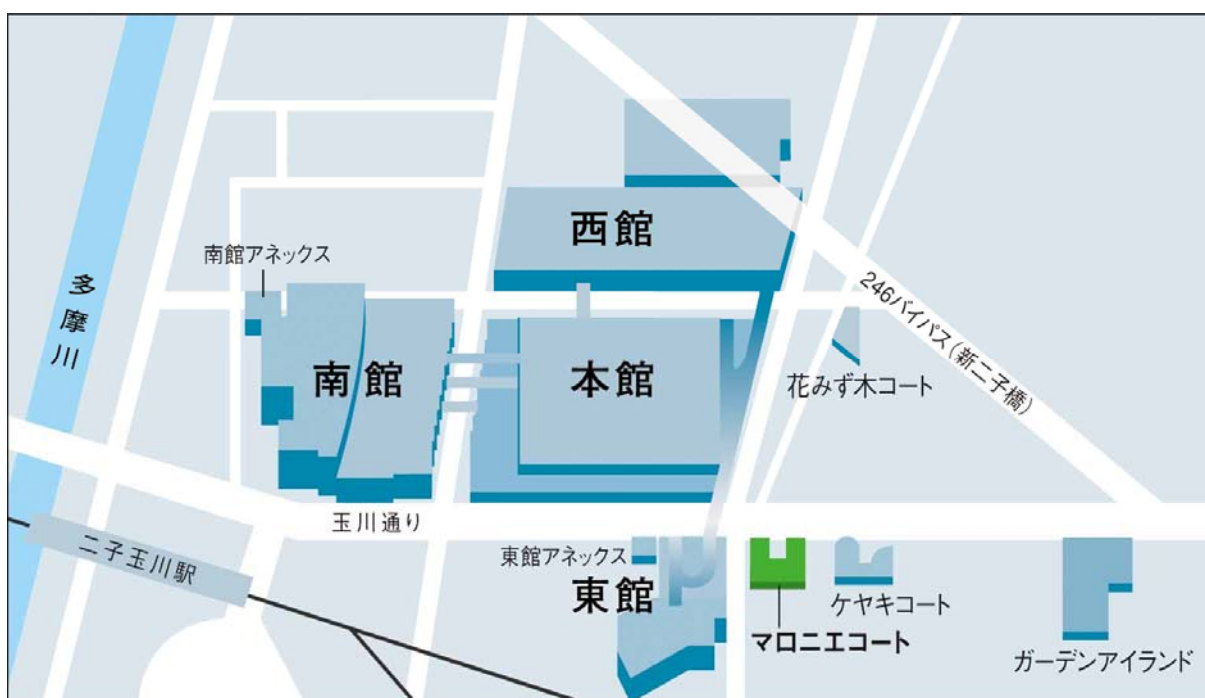 西館
南館アネックス
多摩川
246バイパス(新二子橋)
南館
本館
花みず木コート
玉川通り
二子玉川駅
東館アネックス
東館
ケヤキコート
マロニエコート
ガーデンアイランド